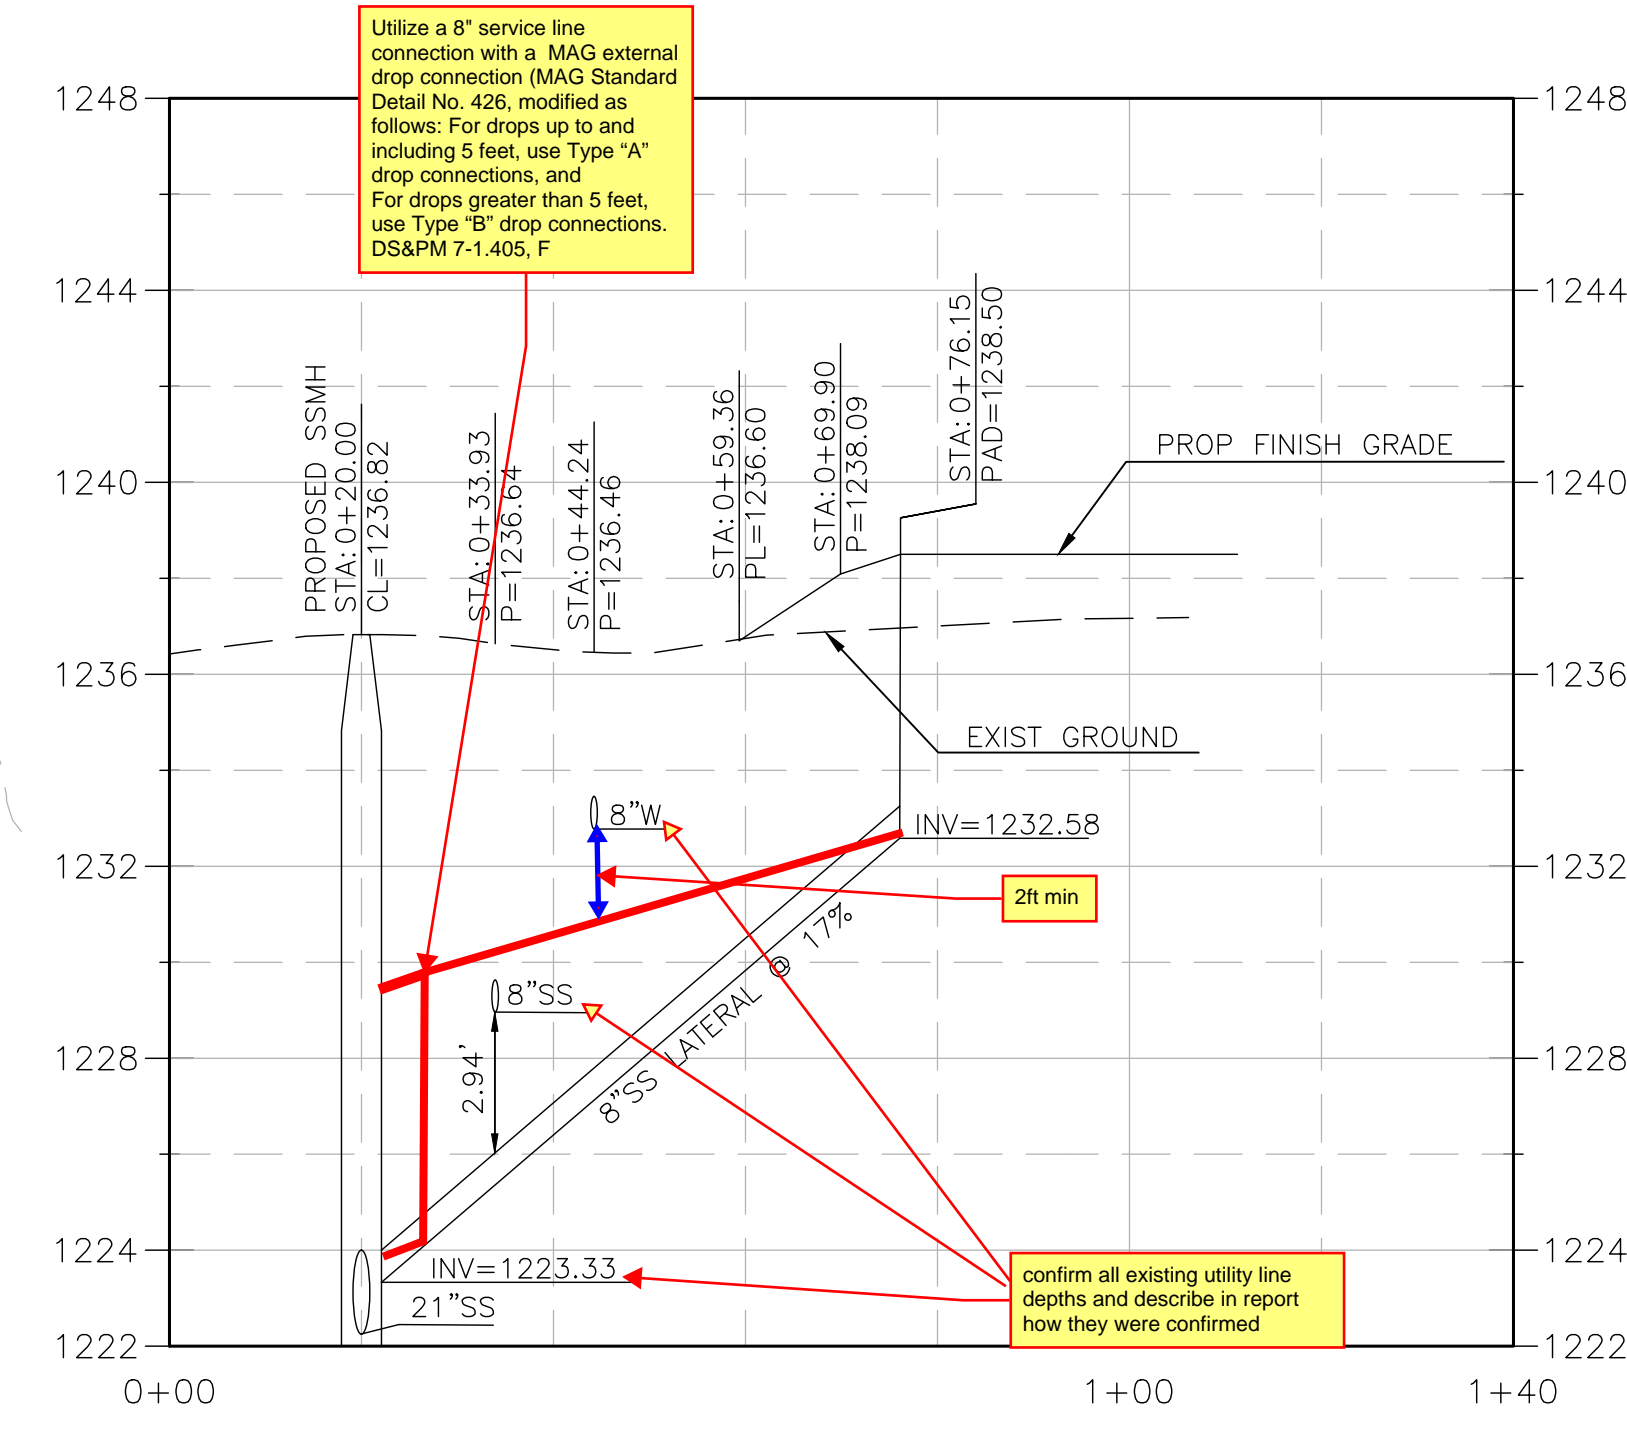 Utilize a 8" service line
connection with a MAG external
drop connection (MAG Standard
Detail No. 426, modified as
follows: For drops up to and
including 5 feet, use Type “A”
drop connections, and
For drops greater than 5 feet,
use Type “B” drop connections.
DS&PM 7-1.405, F
1248
1248
1244
1244
1240
1240
1236
1236
1232
1232
1228
1228
1224
1224
1222
1222
PROPOSED SSMH
STA:0+20.00
CL=1236.82
STA:0+33.93
P=1236.64
STA:0+44.24
P=1236.46
STA:0+59.36
PL=1236.60
STA:0+69.90
P=1238.09
STA:0+76.15
PAD=1238.50
PROP FINISH GRADE
EXIST GROUND
8"W
INV=1232.58
2ft min
8"SS
2.94'
8"SS LATERAL @ 17%
INV=1223.33
21"SS
confirm all existing utility line
depths and describe in report
how they were confirmed
0+00
1+00
1+40